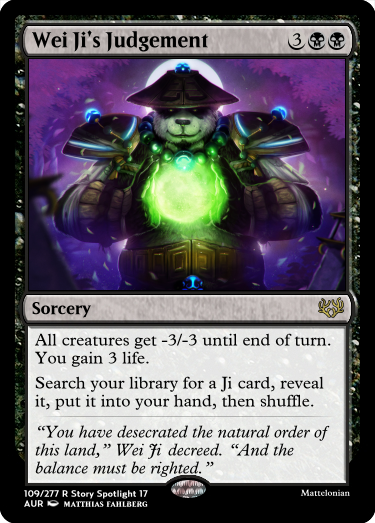 Wei Ji's Judgement 3
Sorcery
All creatures get -3/-3 until end of turn.
You gain 3 life.
Search your library for a Ji card, reveal
it, put it into your hand, then shuffle.
“You have desecrated the natural order of
this land,” Wei Ji decreed. “And the
balance must be righted.”
109/277 R Story Spotlight 17
Mattelonian
AUR MATTHIAS FAHLBERG